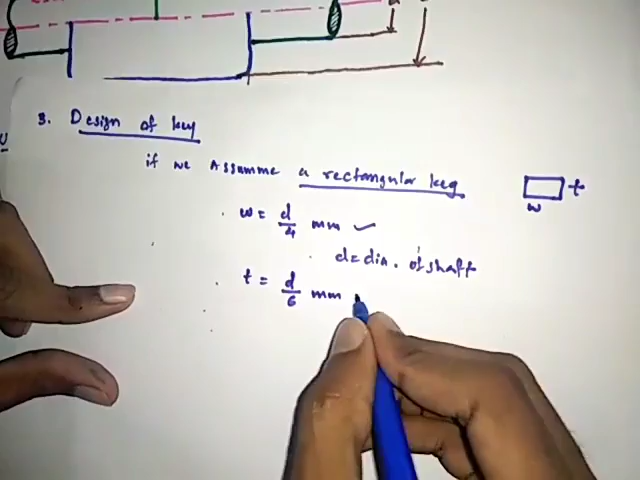 3. Design of key
if we Assumme a rectangular key
t
w
w = d/4 mm ✓
d = dia. of shaft
t = d/6 mm